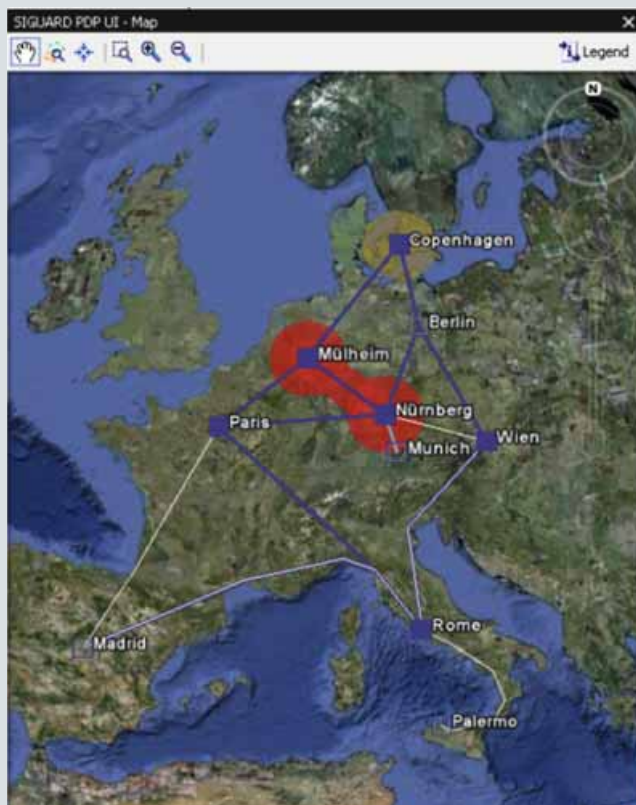 SIGUARD PDP UI - Map
Legend
N
Copenhagen
Berlin
Mülheim
Nürnberg
Paris
Wien
Munich
Rome
Madrid
Palermo